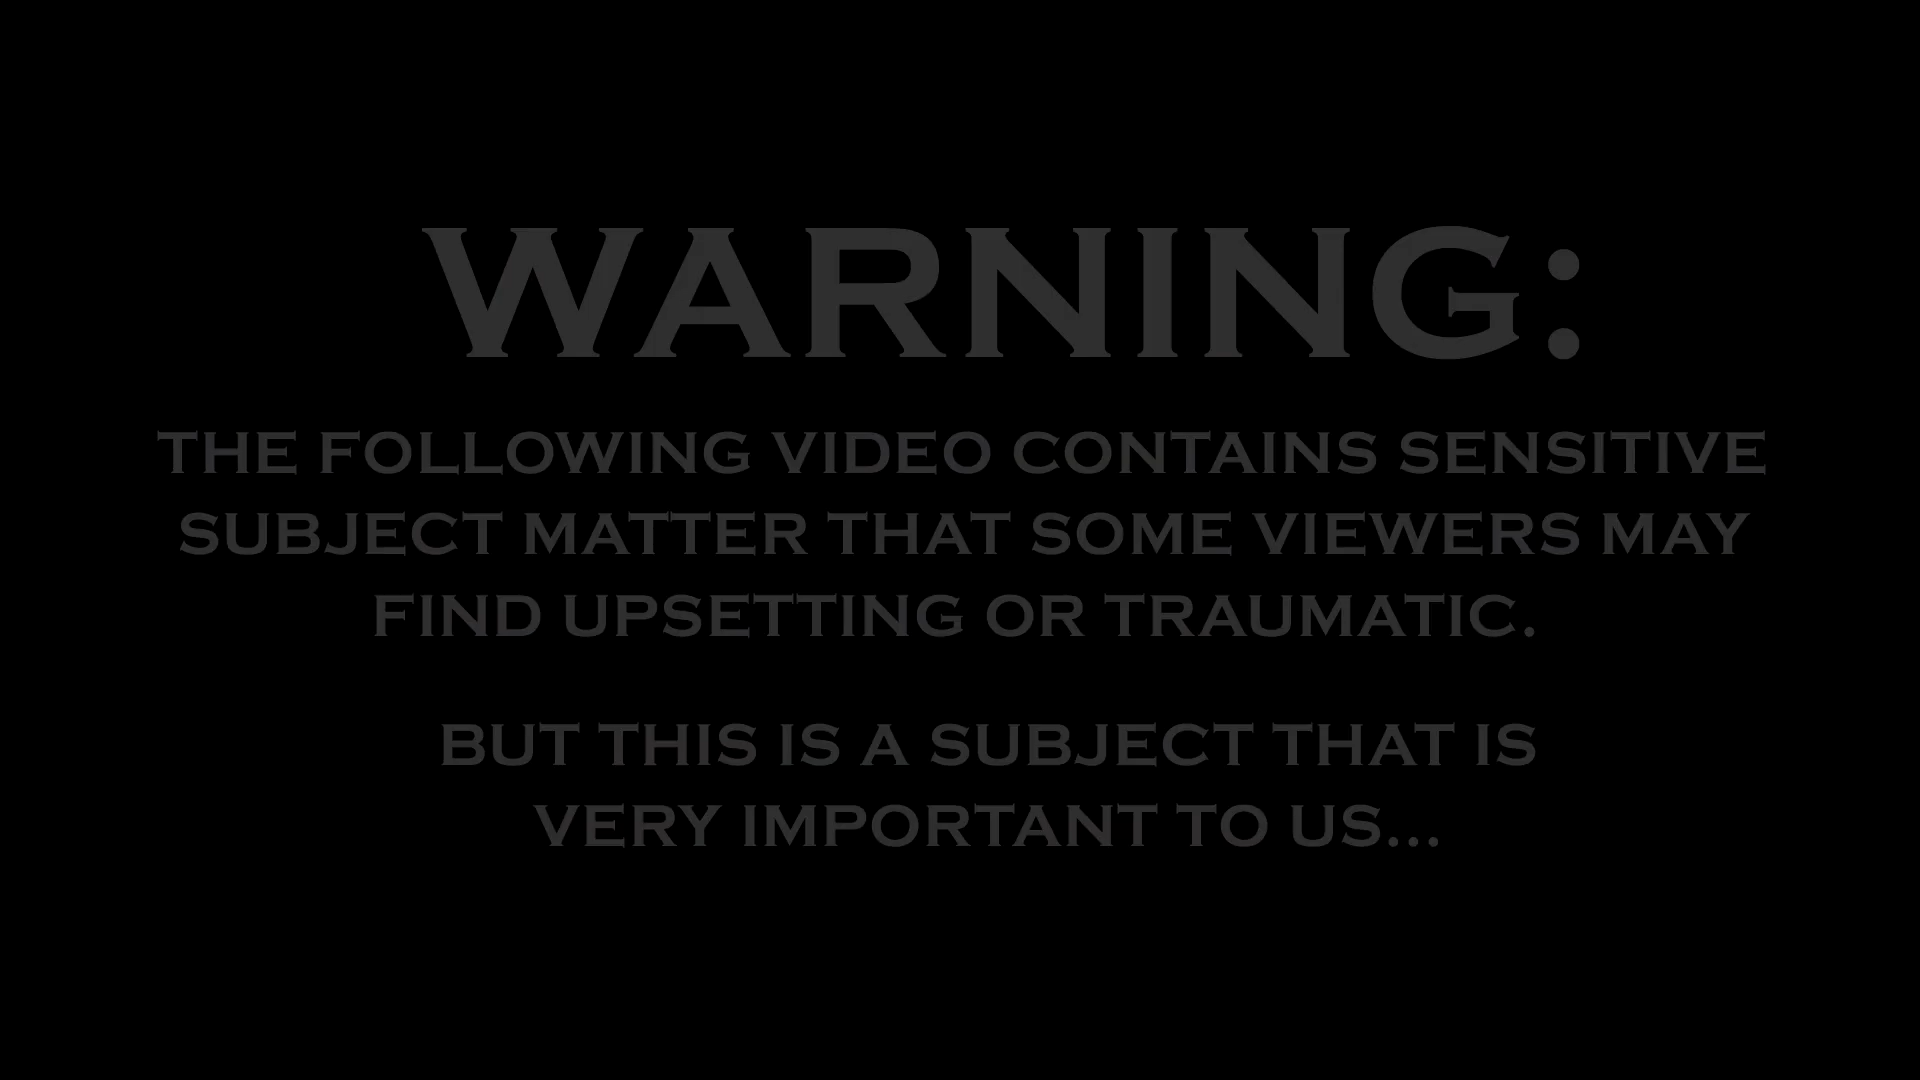 WARNING:
THE FOLLOWING VIDEO CONTAINS SENSITIVE
SUBJECT MATTER THAT SOME VIEWERS MAY
FIND UPSETTING OR TRAUMATIC.
BUT THIS IS A SUBJECT THAT IS
VERY IMPORTANT TO US...